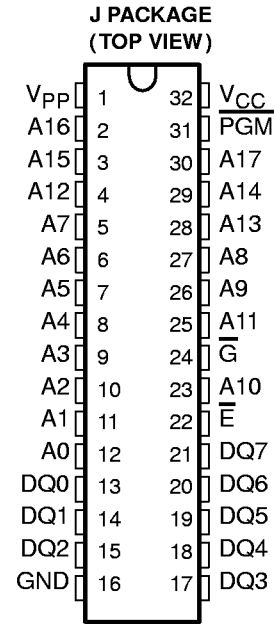 J PACKAGE
(TOP VIEW)
VPP 1 32 VCC
A16 2 31 P̅G̅M̅
A15 3 30 A17
A12 4 29 A14
A7 5 28 A13
A6 6 27 A8
A5 7 26 A9
A4 8 25 A11
A3 9 24 G̅
A2 10 23 A10
A1 11 22 E̅
A0 12 21 DQ7
DQ0 13 20 DQ6
DQ1 14 19 DQ5
DQ2 15 18 DQ4
GND 16 17 DQ3